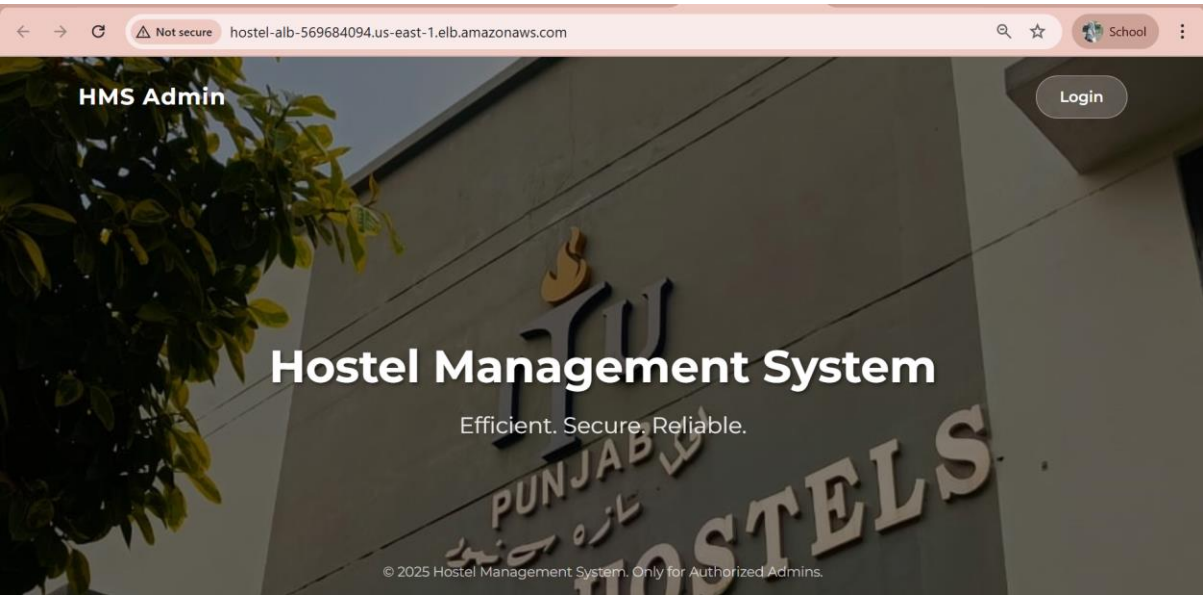 Not secure
hostel-alb-569684094.us-east-1.elb.amazonaws.com
School
HMS Admin
Login
ITU
Hostel Management System
Efficient. Secure. Reliable.
PUNJAB
HOSTELS
© 2025 Hostel Management System. Only for Authorized Admins.